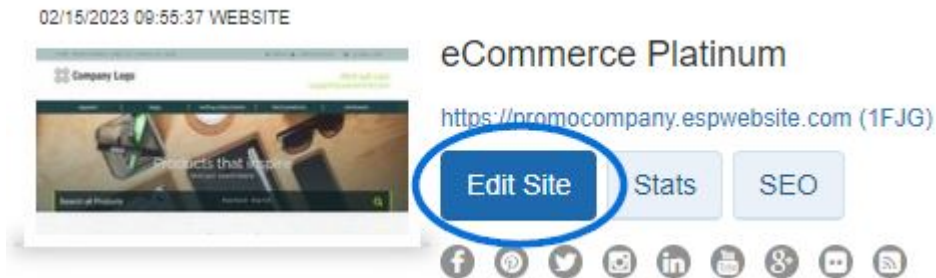 02/15/2023 09:55:37 WEBSITE
eCommerce Platinum
https://promocompany.espwebsite.com (1FJG)
Edit Site
Stats
SEO
Company Logo
Products that inspire
Search all Products